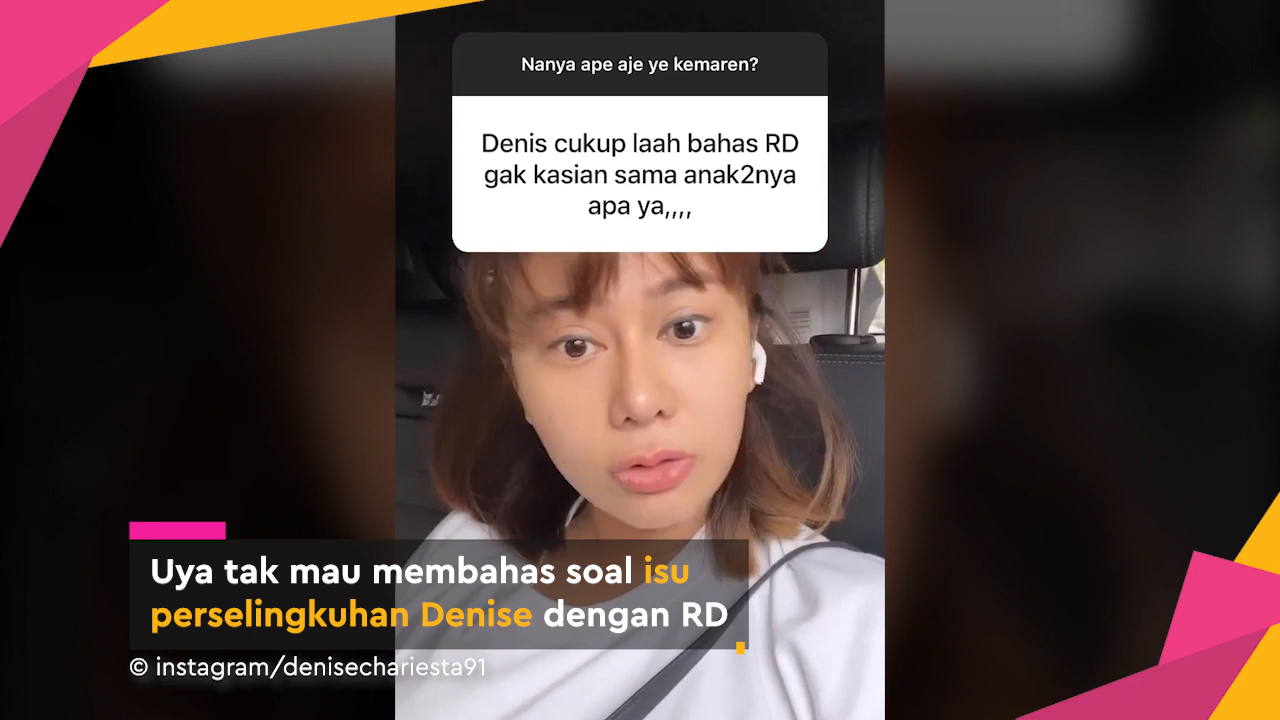 Nanya ape aje ye kemaren?
Denis cukup laah bahas RD
gak kasian sama anak2nya
apa ya,,,,
Uya tak mau membahas soal isu
perselingkuhan Denise dengan RD
© instagram/denisechariesta91